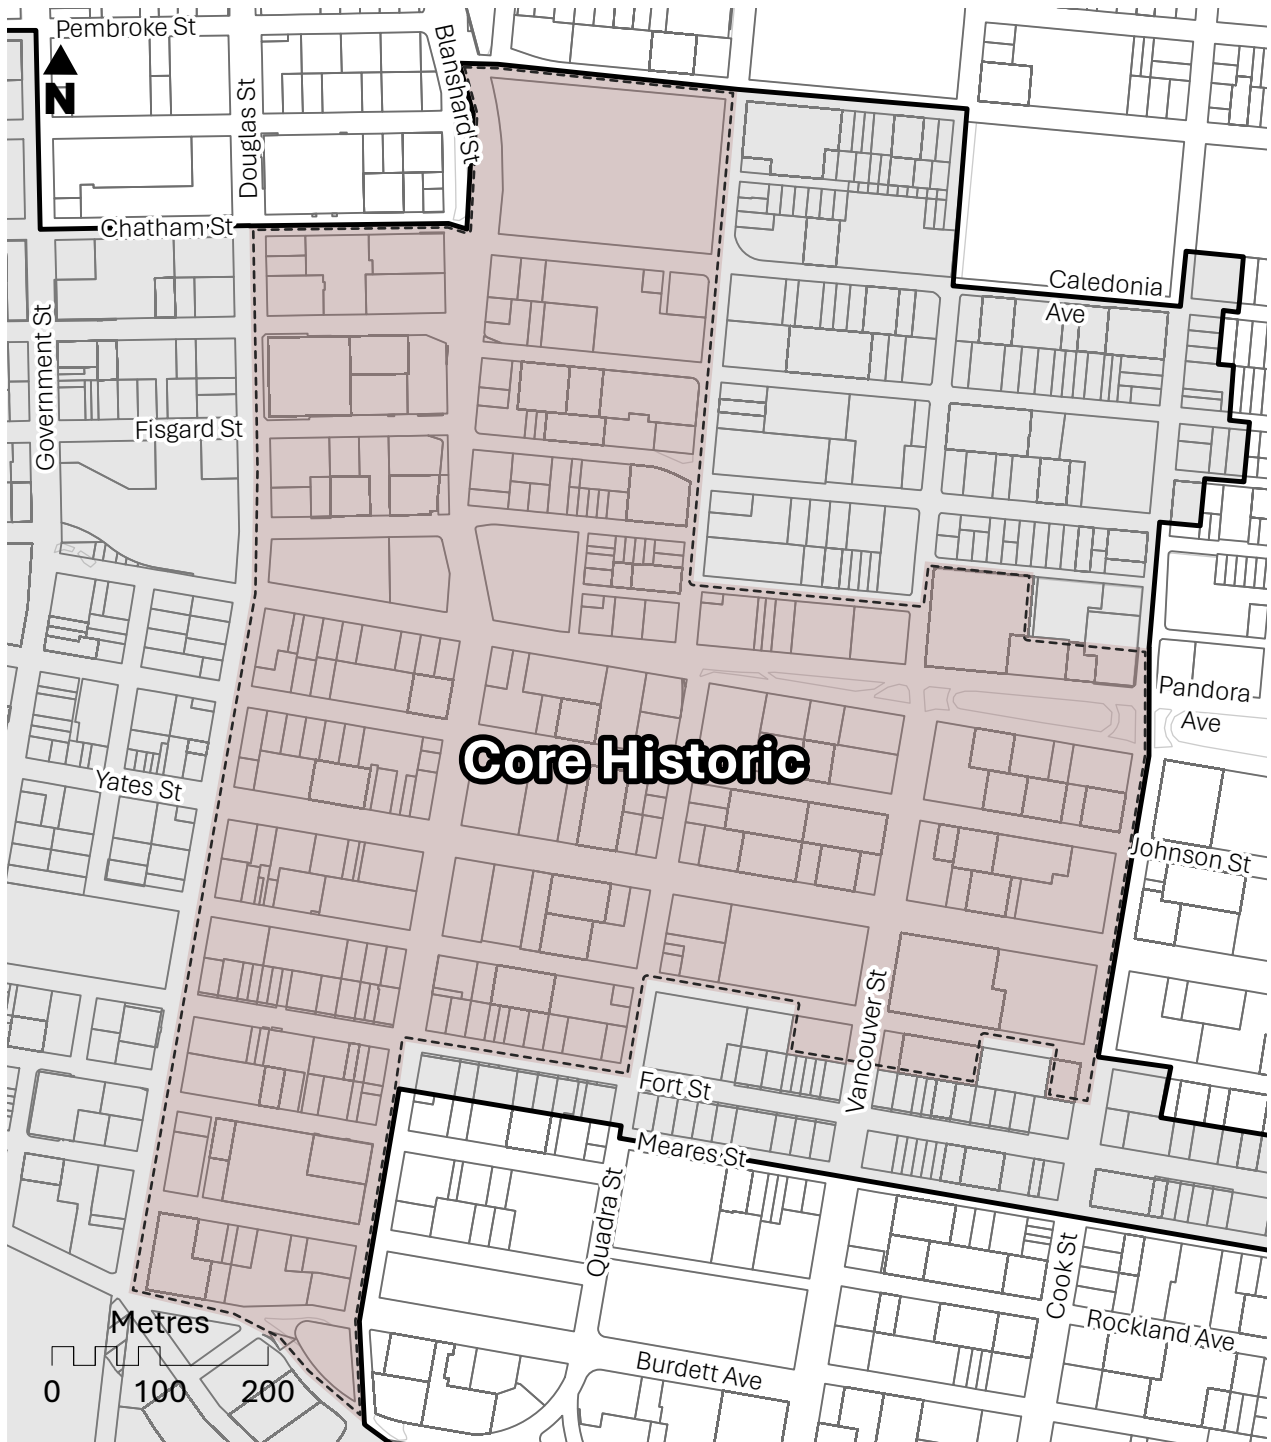 Pembroke St
N
Douglas St
Blanshard St
Chatham St
Caledonia
Ave
Government St
Fisgard St
Pandora
Ave
Core Historic
Yates St
Johnson St
Vancouver St
Fort St
Meares St
Quadra St
Cook St
Rockland Ave
Burdett Ave
Metres
0 100 200